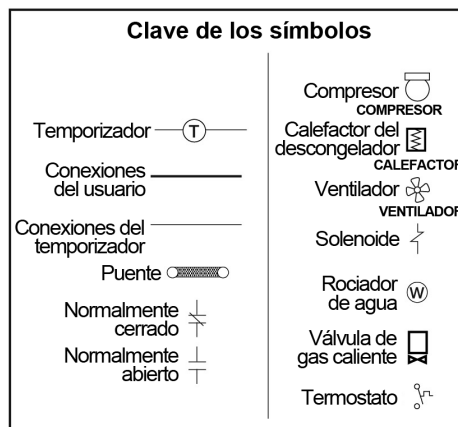 Clave de los símbolos
Temporizador
T
Conexiones
del usuario
Conexiones del
temporizador
Puente
Normalmente
cerrado
Normalmente
abierto
Compresor
COMPRESOR
Calefactor del
descongelador
CALEFACTOR
Ventilador
VENTILADOR
Solenoide
Rociador
de agua
W
Válvula de
gas caliente
Termostato